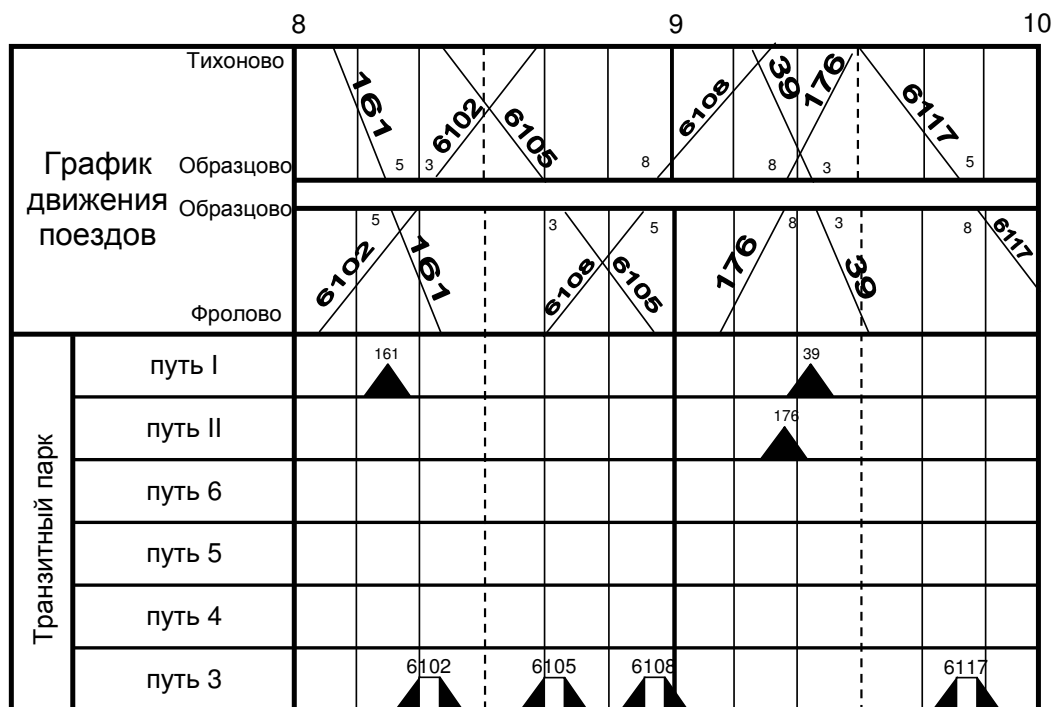 8 9 10
Тихоново
161
6102
6105
6108
39
176
6117
График
движения
поездов
Образцово 5 3 8 8 3 5
Образцово
5 3 5 8 3 8
6102
161
6108
6105
176
39
6117
Фролово
Транзитный парк
путь I 161 39
путь II 176
путь 6
путь 5
путь 4
путь 3 6102 6105 6108 6117